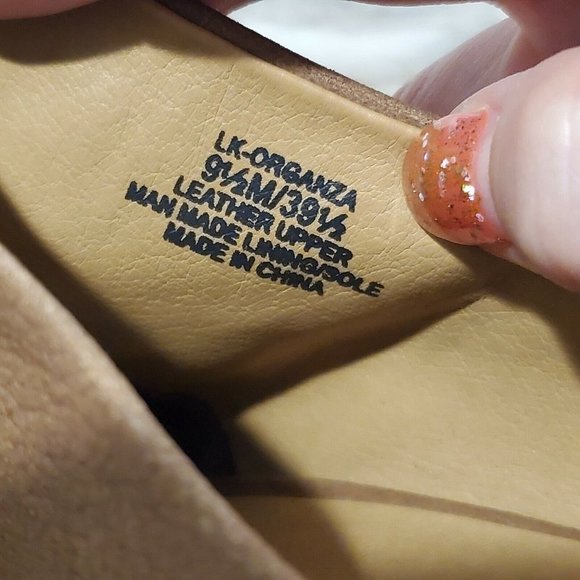 LK-ORGANZA
9½M/39½
LEATHER UPPER
MAN MADE LINING/SOLE
MADE IN CHINA